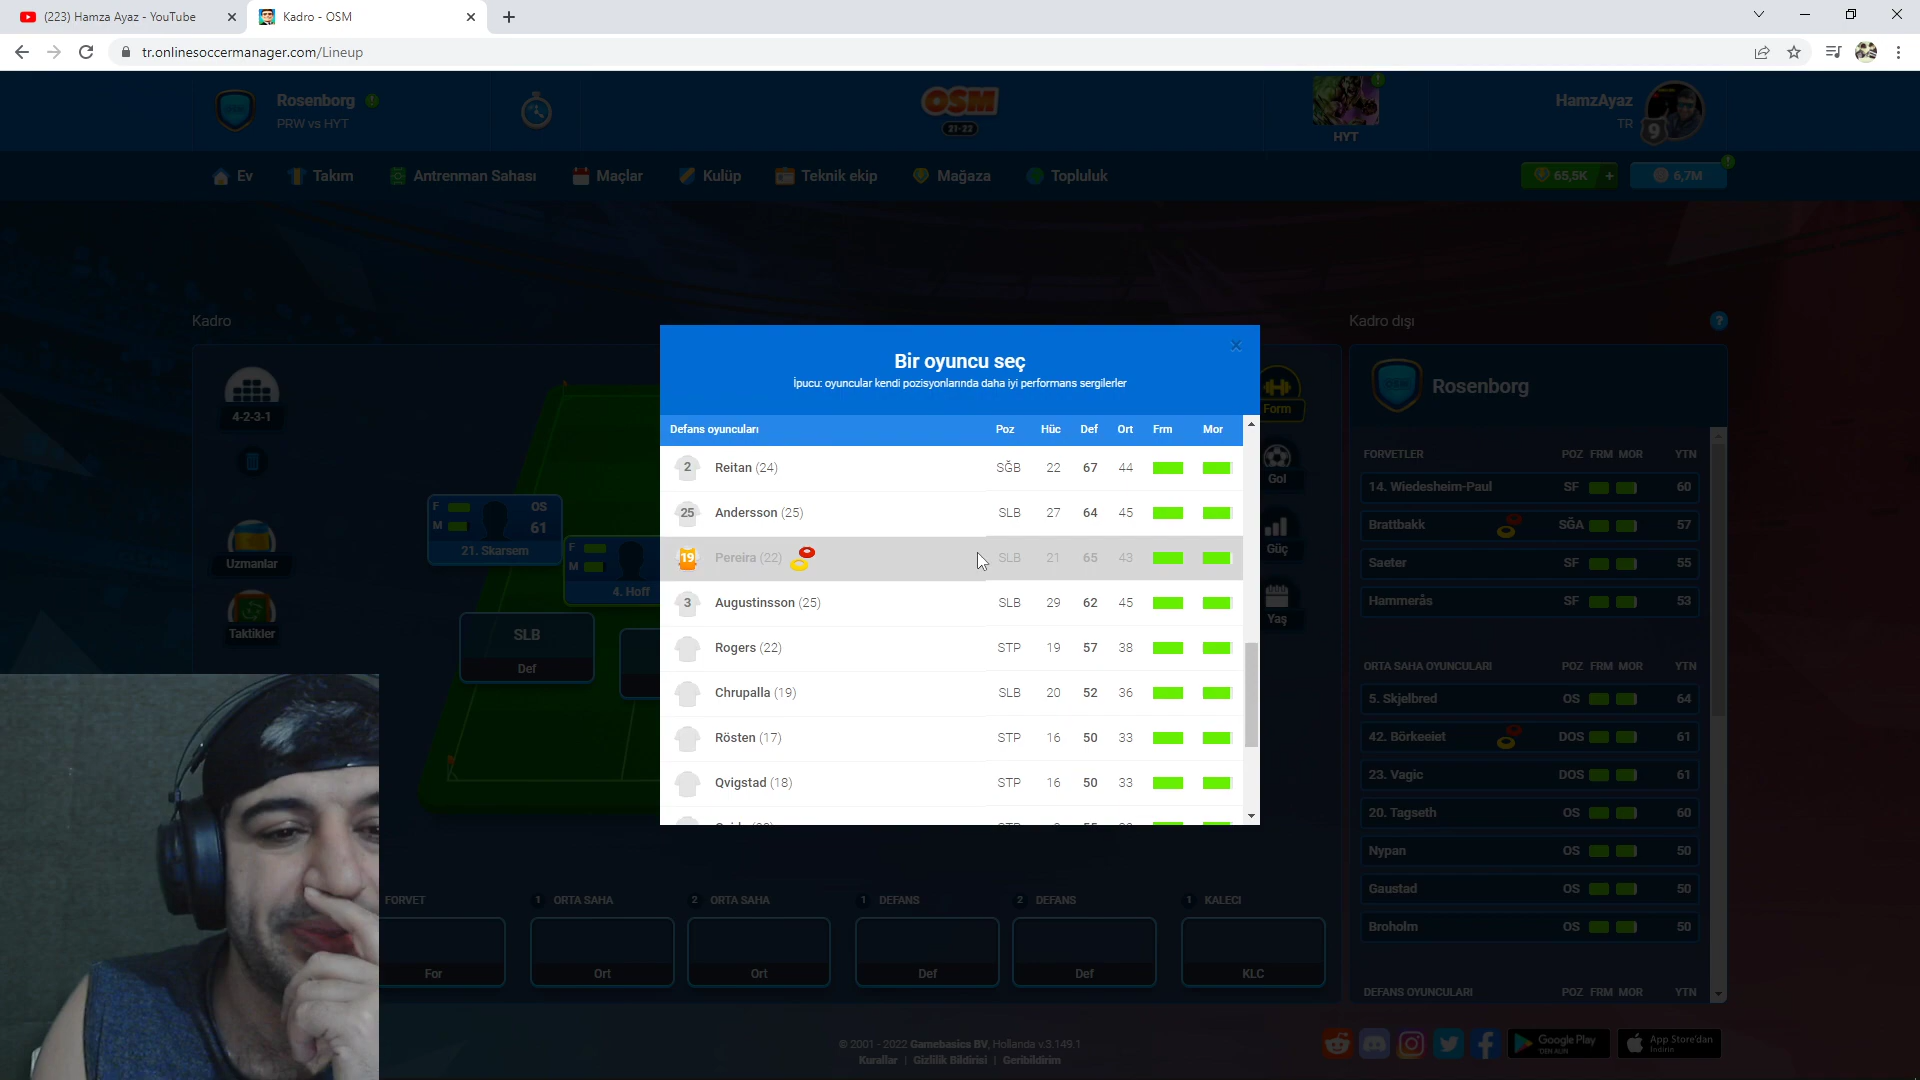 (223) Hamza Ayaz - YouTube
Kadro - OSM
tr.onlinesoccermanager.com/Lineup
Rosenborg
PRW vs HYT
OSM
21-22
HYT
HamzAyaz
TR
9
Ev
Takım
Antrenman Sahası
Maçlar
Kulüp
Teknik ekip
Mağaza
Topluluk
65,5K +
6,7M
Kadro
Kadro dışı
?
4-2-3-1
Uzmanlar
Taktikler
F OS
M 61
21. Skarsem
F
M
4. Hoff
SLB
Def
Bir oyuncu seç
İpucu: oyuncular kendi pozisyonlarında daha iyi performans sergilerler
Defans oyuncuları Poz Hüc Def Ort Frm Mor
2 Reitan (24) SĞB 22 67 44
25 Andersson (25) SLB 27 64 45
19 Pereira (22) SLB 21 65 43
3 Augustinsson (25) SLB 29 62 45
Rogers (22) STP 19 57 38
Chrupalla (19) SLB 20 52 36
Rösten (17) STP 16 50 33
Qvigstad (18) STP 16 50 33
Form
Gol
Güç
Yaş
Rosenborg
FORVETLER POZ FRM MOR YTN
14. Wiedesheim-Paul SF 60
Brattbakk SĞA 57
Saeter SF 55
Hammerås SF 53
ORTA SAHA OYUNCULARI POZ FRM MOR YTN
5. Skjelbred OS 64
42. Börkeeiet DOS 61
23. Vagic DOS 61
20. Tagseth OS 60
Nypan OS 50
Gaustad OS 50
Broholm OS 50
DEFANS OYUNCULARI POZ FRM MOR YTN
FORVET
1 ORTA SAHA
2 ORTA SAHA
1 DEFANS
2 DEFANS
1 KALECI
For
Ort
Ort
Def
Def
KLC
© 2001 - 2022 Gamebasics BV, Hollanda v.3.149.1
Kurallar | Gizlilik Bildirisi | Geribildirim
Google Play
'DEN ALIN
App Store'dan
İndirin